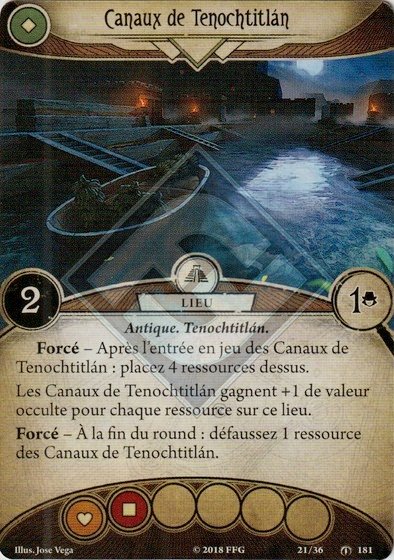 Canaux de Tenochtitlán
2
LIEU
1
Antique. Tenochtitlán.
Forcé – Après l'entrée en jeu des Canaux de
Tenochtitlán : placez 4 ressources dessus.
Les Canaux de Tenochtitlán gagnent +1 de valeur
occulte pour chaque ressource sur ce lieu.
Forcé – À la fin du round : défaussez 1 ressource
des Canaux de Tenochtitlán.
Illus. Jose Vega
© 2018 FFG
21/36
181